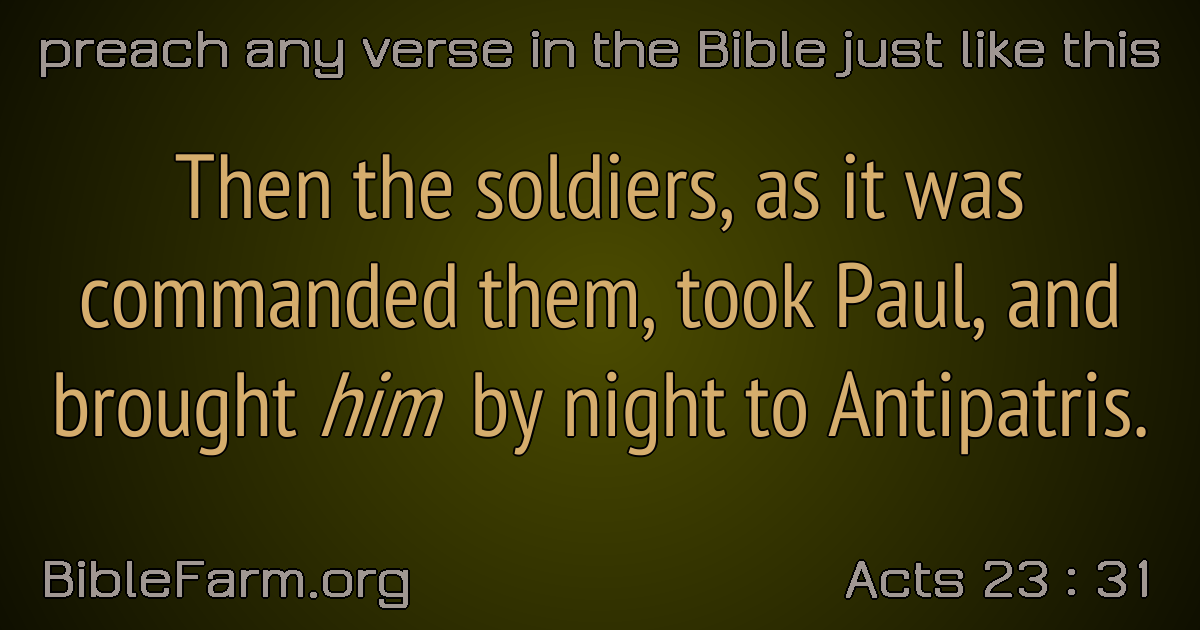 preach any verse in the Bible just like this
Then the soldiers, as it was
commanded them, took Paul, and
brought him by night to Antipatris.
BibleFarm.org
Acts 23 : 31